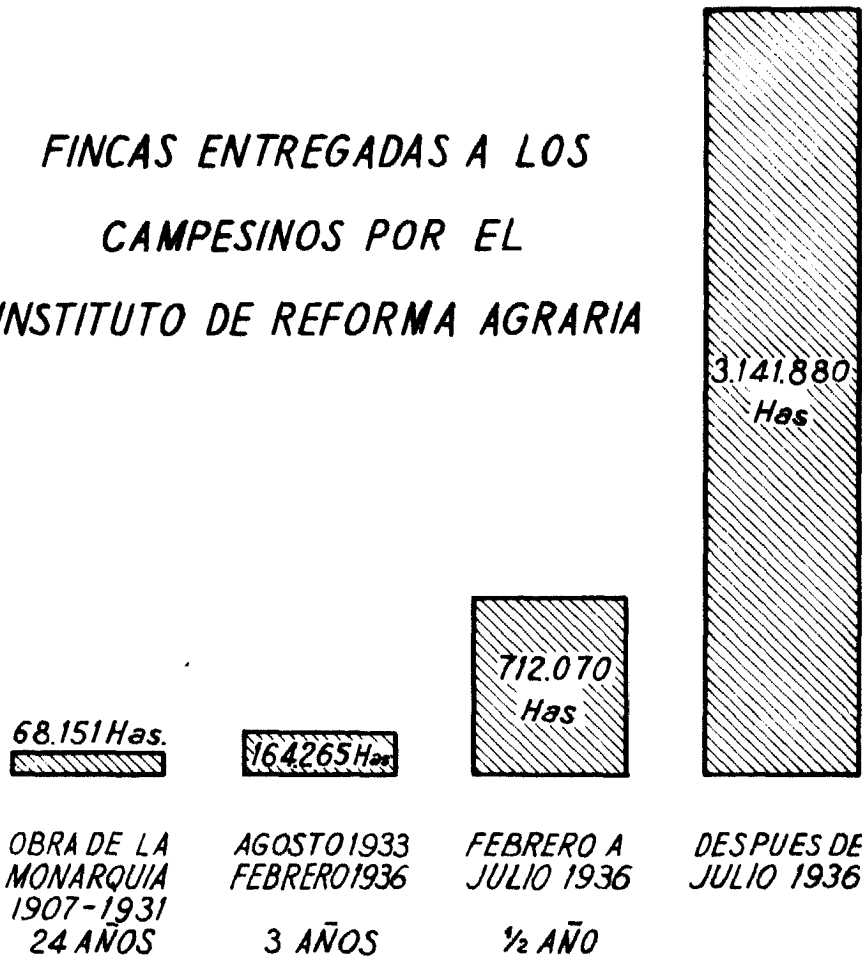 FINCAS ENTREGADAS A LOS
CAMPESINOS POR EL
INSTITUTO DE REFORMA AGRARIA
68.151 Has.
164.265 Has
712.070
Has
3.141.880
Has
OBRA DE LA
MONARQUIA
1907-1931
24 AÑOS
AGOSTO 1933
FEBRERO 1936
3 AÑOS
FEBRERO A
JULIO 1936
½ AÑO
DESPUES DE
JULIO 1936